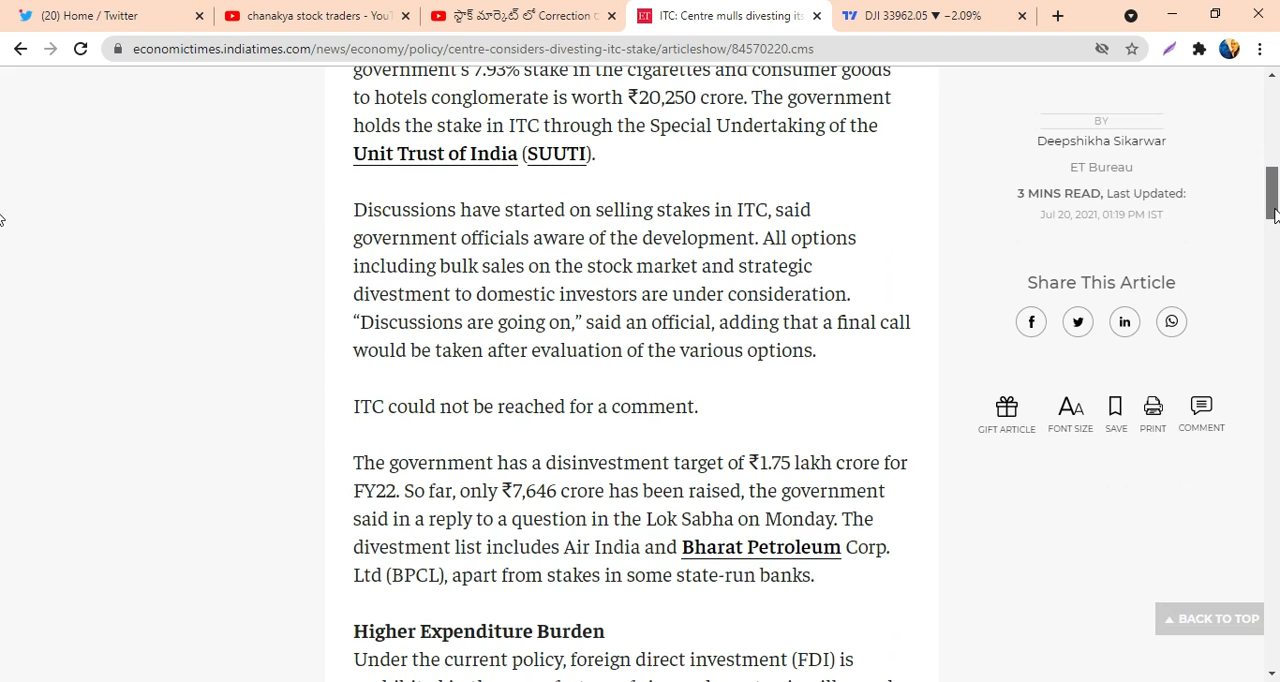 (20) Home / Twitter
chanakya stock traders - YouT
స్టాక్ మార్కెట్ లో Correction
ITC: Centre mulls divesting its
DJI 33962.05 ▼ −2.09%
economictimes.indiatimes.com/news/economy/policy/centre-considers-divesting-itc-stake/articleshow/84570220.cms
government's 7.93% stake in the cigarettes and consumer goods
to hotels conglomerate is worth ₹20,250 crore. The government
holds the stake in ITC through the Special Undertaking of the
Unit Trust of India (SUUTI).
Discussions have started on selling stakes in ITC, said
government officials aware of the development. All options
including bulk sales on the stock market and strategic
divestment to domestic investors are under consideration.
“Discussions are going on,” said an official, adding that a final call
would be taken after evaluation of the various options.
ITC could not be reached for a comment.
The government has a disinvestment target of ₹1.75 lakh crore for
FY22. So far, only ₹7,646 crore has been raised, the government
said in a reply to a question in the Lok Sabha on Monday. The
divestment list includes Air India and Bharat Petroleum Corp.
Ltd (BPCL), apart from stakes in some state-run banks.
Higher Expenditure Burden
Under the current policy, foreign direct investment (FDI) is
BY
Deepshikha Sikarwar
ET Bureau
3 MINS READ, Last Updated:
Jul 20, 2021, 01:19 PM IST
Share This Article
GIFT ARTICLE
FONT SIZE
SAVE
PRINT
COMMENT
BACK TO TOP